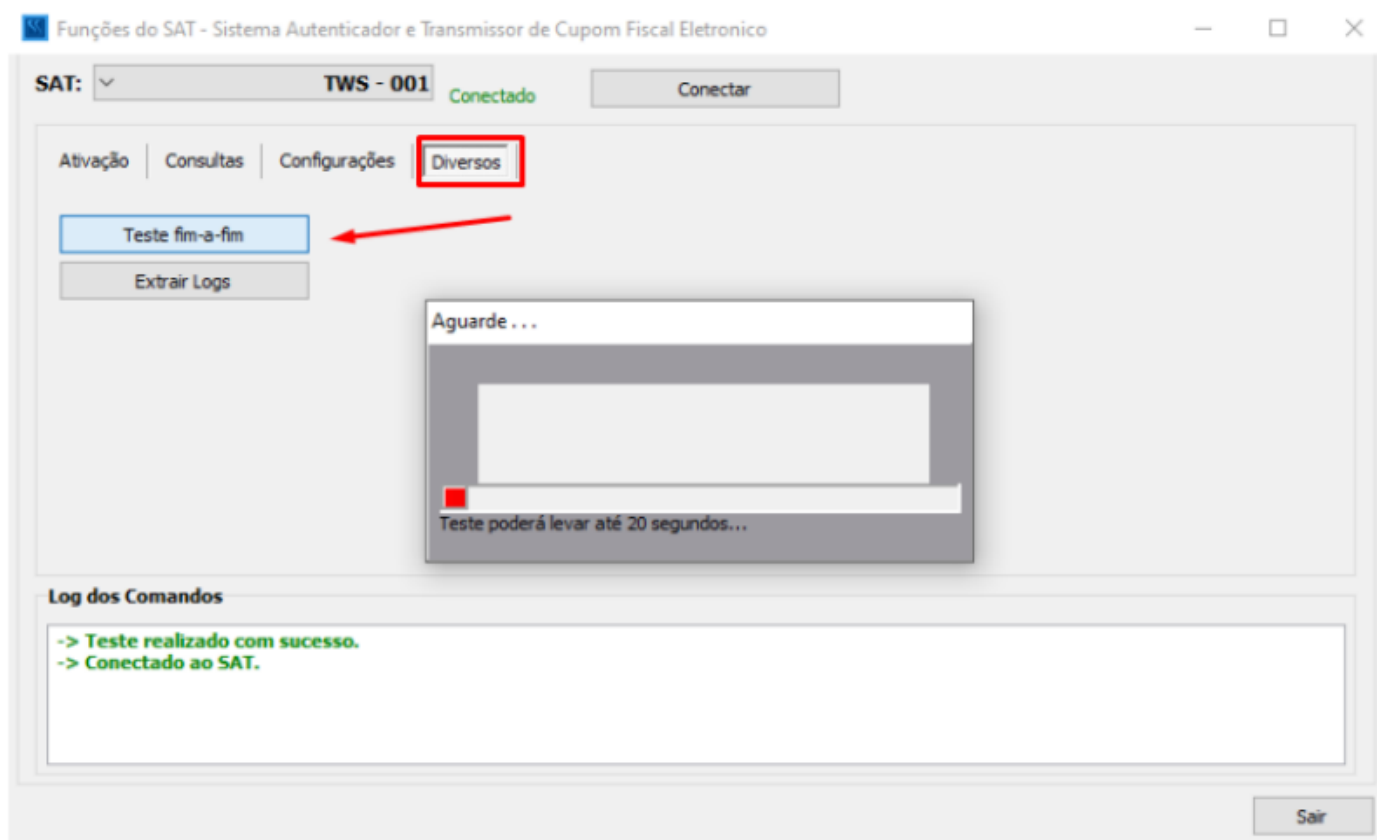 Funções do SAT - Sistema Autenticador e Transmissor de Cupom Fiscal Eletronico
SAT: TWS - 001 Conectado Conectar
Ativação Consultas Configurações Diversos
Teste fim-a-fim
Extrair Logs
Aguarde . . .
Teste poderá levar até 20 segundos...
Log dos Comandos
-> Teste realizado com sucesso.
-> Conectado ao SAT.
Sair